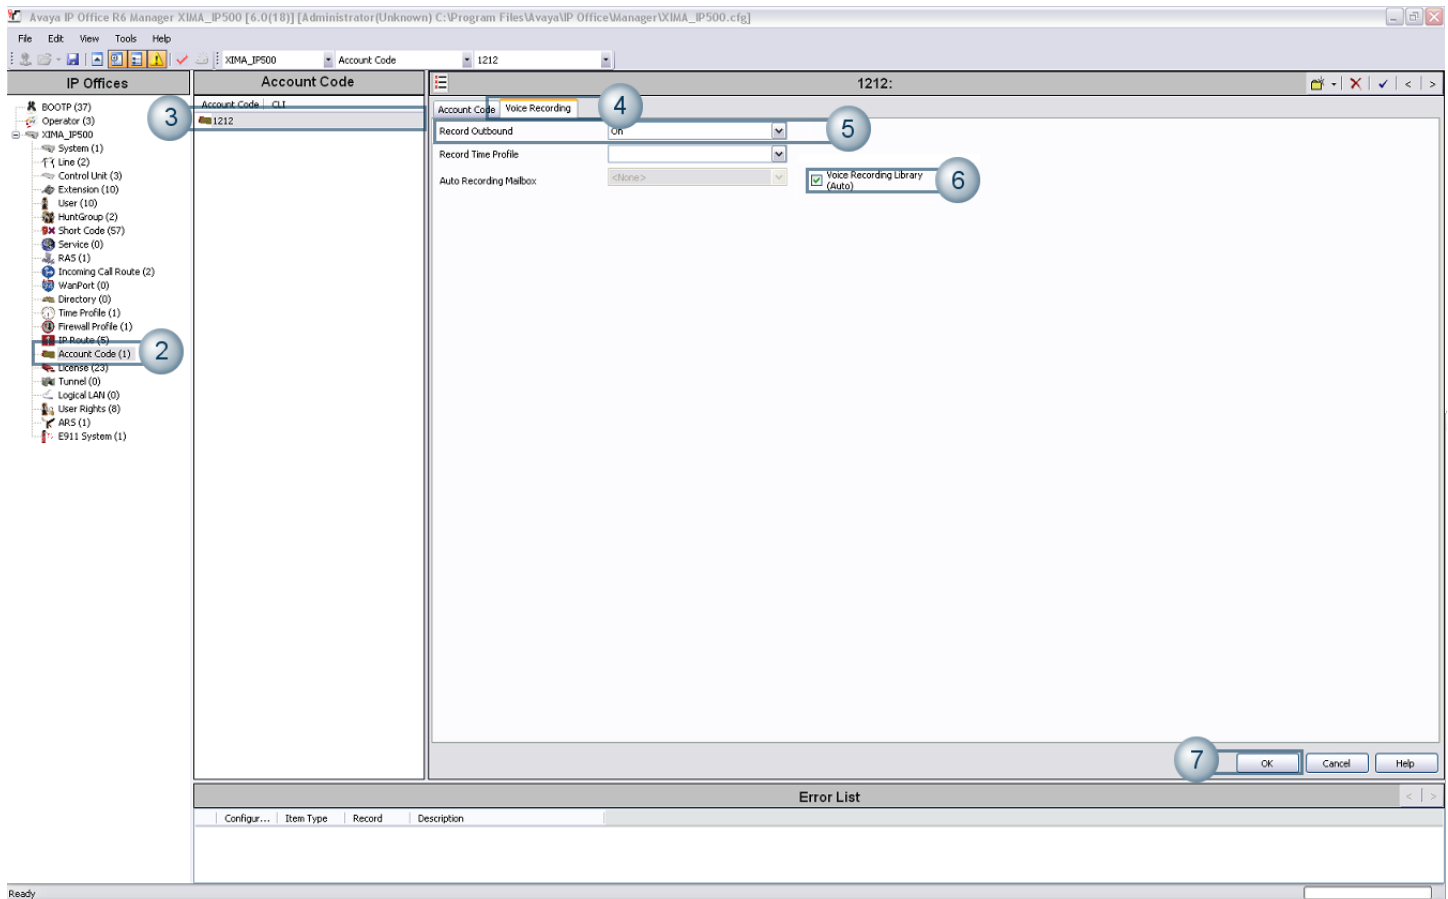 Avaya IP Office R6 Manager XIMA_IP500 [6.0(18)] [Administrator(Unknown) C:\Program Files\Avaya\IP Office\Manager\XIMA_IP500.cfg]
File Edit View Tools Help
XIMA_IP500 Account Code 1212
IP Offices
BOOTP (37)
Operator (3)
XIMA_IP500
System (1)
Line (2)
Control Unit (3)
Extension (10)
User (10)
HuntGroup (2)
Short Code (57)
Service (0)
RAS (1)
Incoming Call Route (2)
WanPort (0)
Directory (0)
Time Profile (1)
Firewall Profile (1)
IP Route (5)
Account Code (1)
2
License (23)
Tunnel (0)
Logical LAN (0)
User Rights (8)
ARS (1)
E911 System (1)
Account Code
Account Code CLI
3
1212
1212:
Account Code Voice Recording
4
Record Outbound On
5
Record Time Profile
Auto Recording Mailbox <None>
Voice Recording Library
(Auto)
6
7
OK Cancel Help
Error List
Configur... Item Type Record Description
Ready